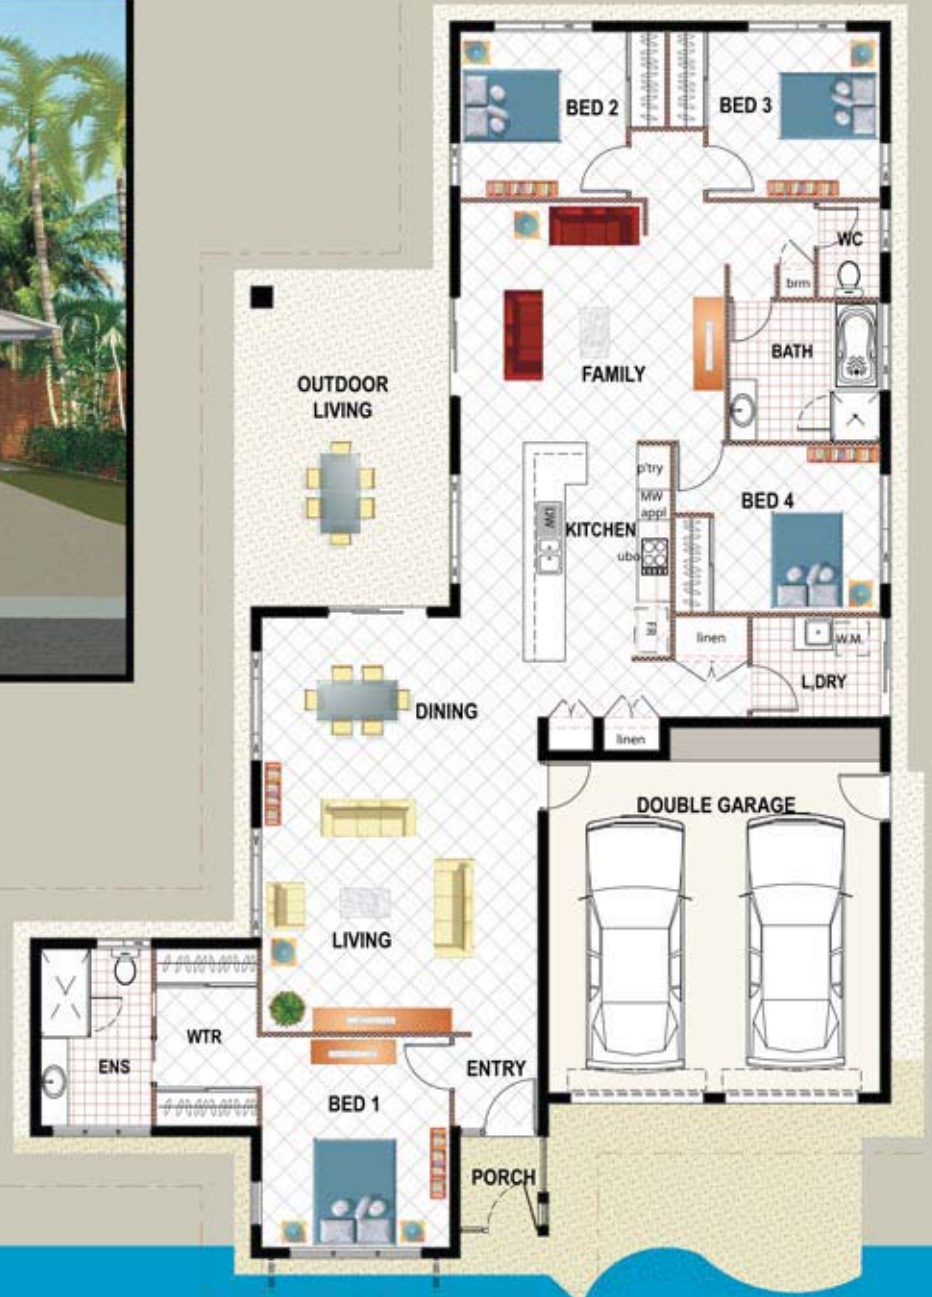 BED 2
BED 3
WC
brm
BATH
OUTDOOR
LIVING
FAMILY
p'try
MW
appl
BED 4
DW
KITCHEN
ubo
FR
linen
W.M.
L,DRY
DINING
linen
DOUBLE GARAGE
LIVING
WTR
ENS
ENTRY
BED 1
PORCH